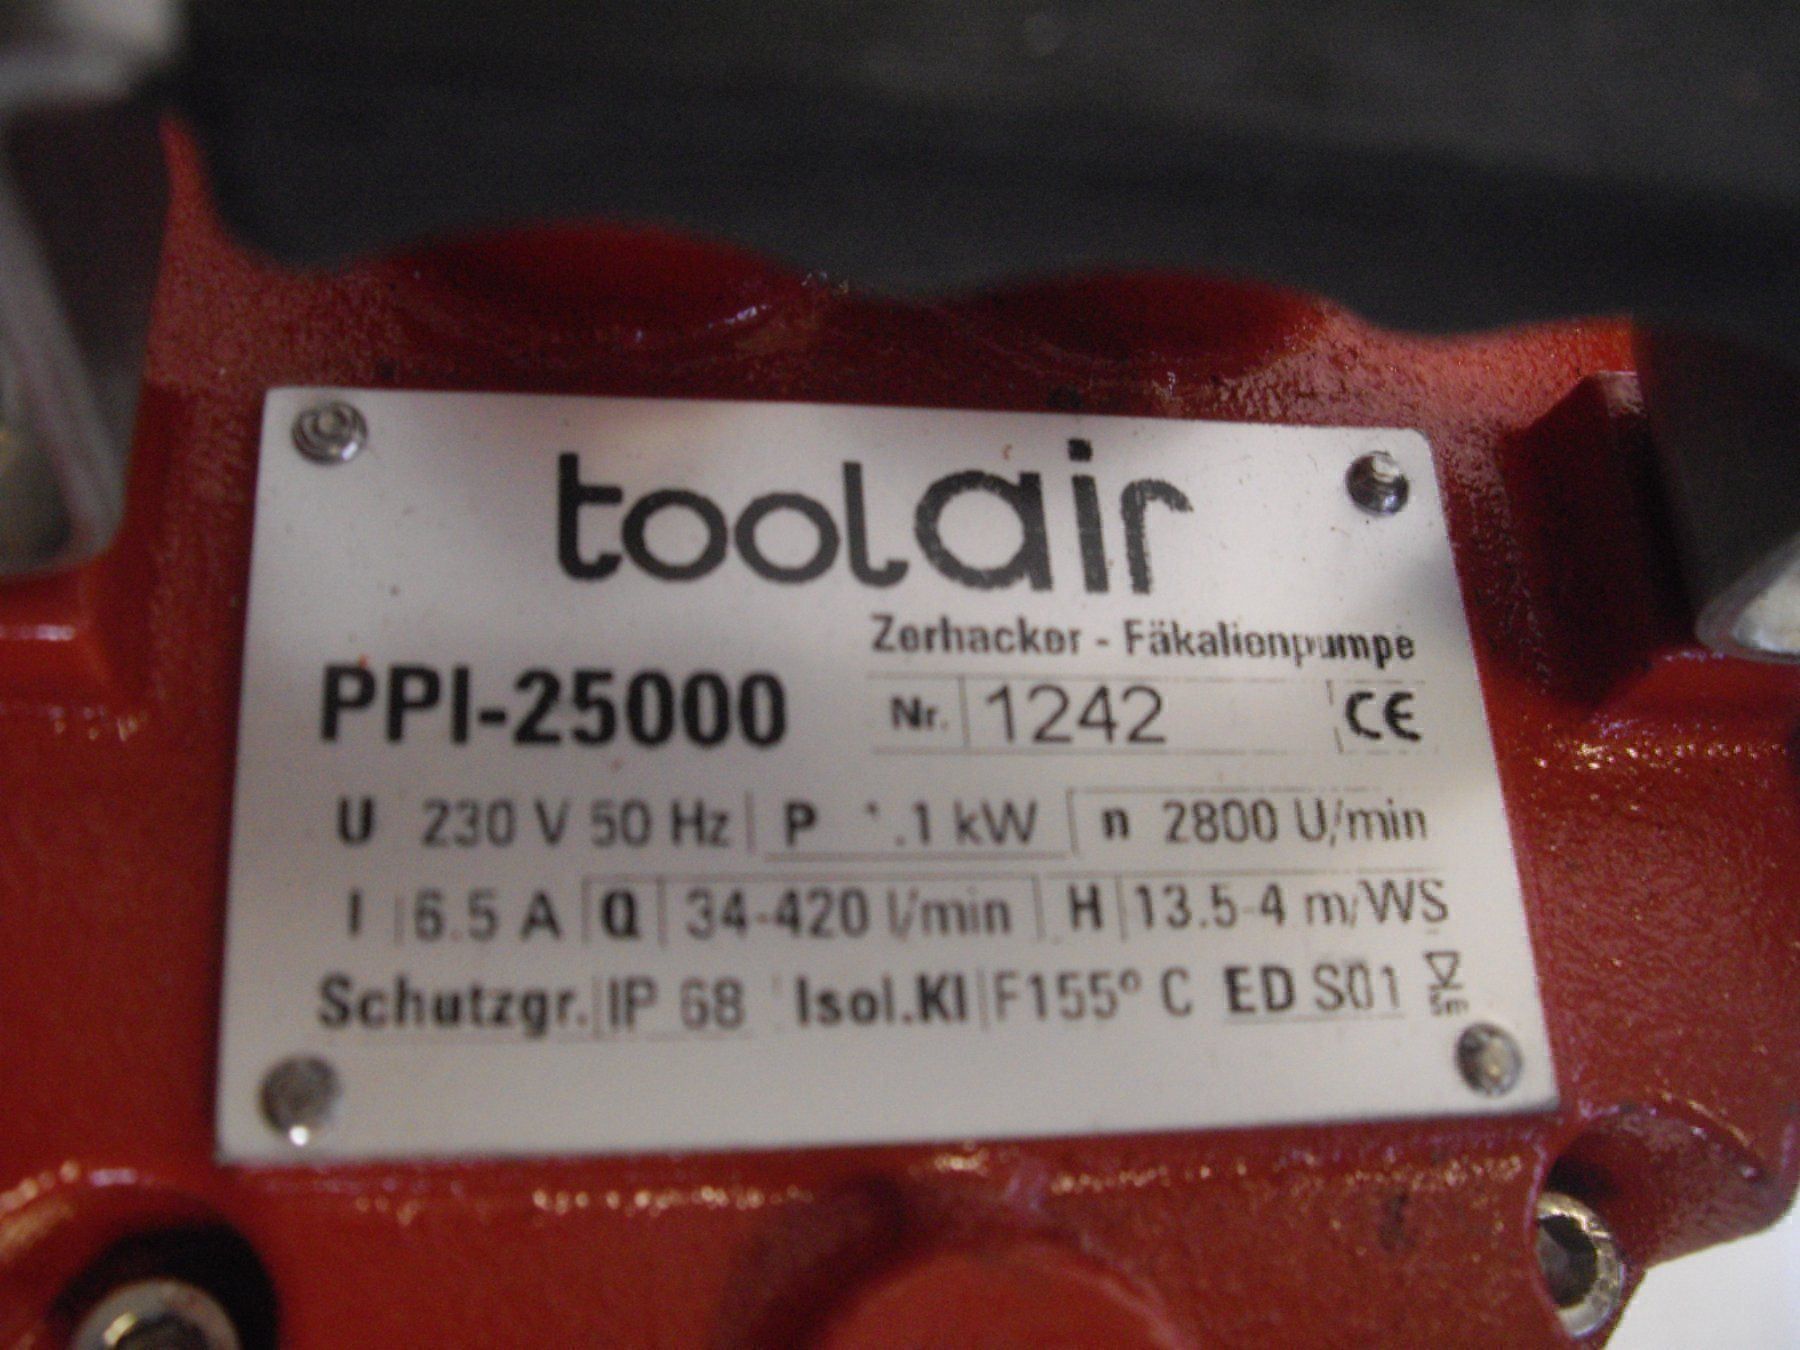 toolair
Zerhacker - Fäkalionpumpe
PPI-25000 Nr. 1242 CE
U 230 V 50 Hz P .1 kW n 2800 U/min
I 6.5 A Q 34-420 l/min H 13.5-4 m/WS
Schutzgr. IP 68 Isol.Kl F155° C ED S01 5m